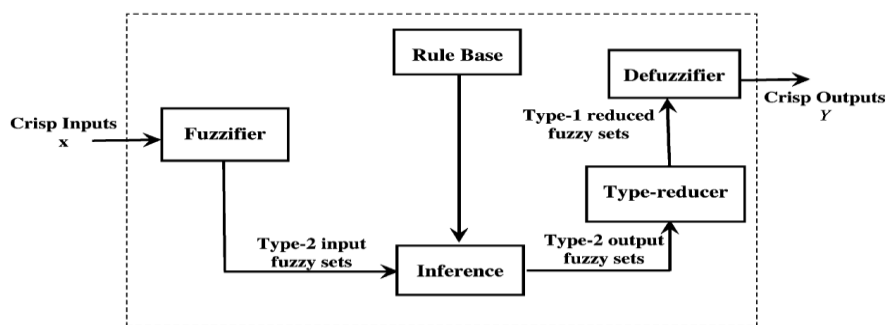 Rule Base
Defuzzifier
Crisp Outputs
Y
Crisp Inputs
x
Fuzzifier
Type-1 reduced
fuzzy sets
Type-reducer
Type-2 input
fuzzy sets
Inference
Type-2 output
fuzzy sets